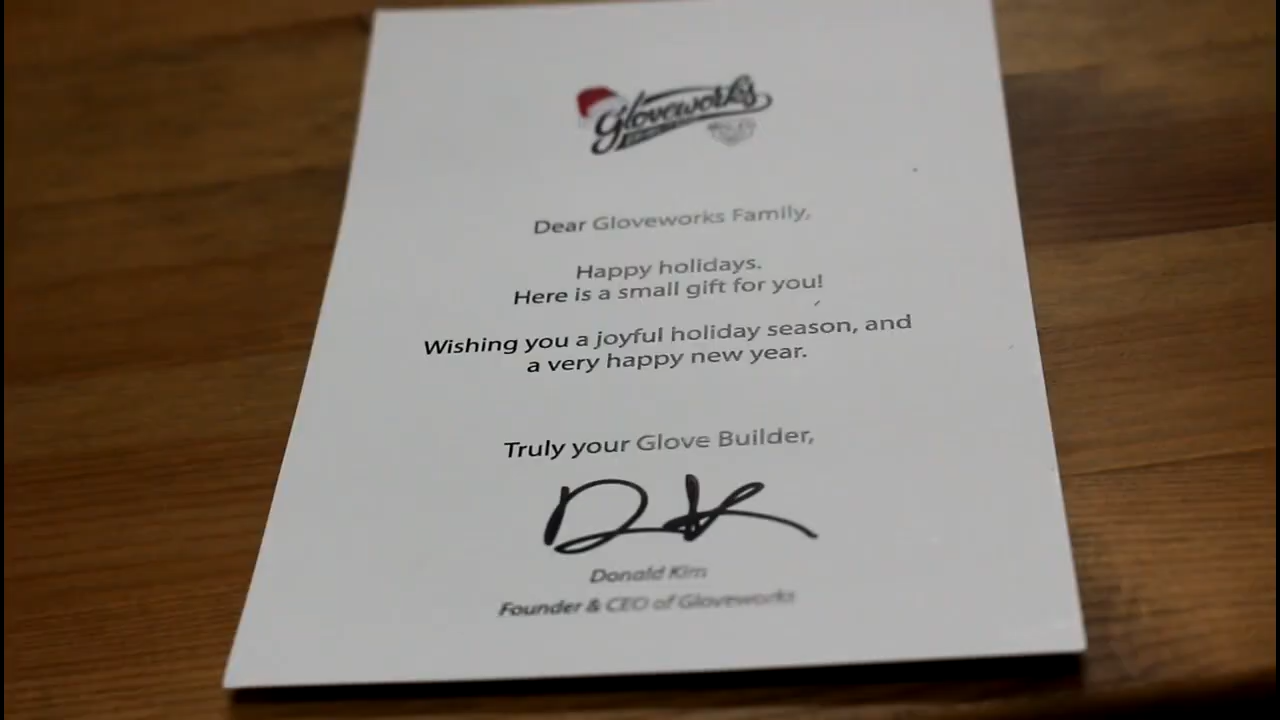 Gloveworks
Dear Gloveworks Family,
Happy holidays.
Here is a small gift for you!
Wishing you a joyful holiday season, and
a very happy new year.
Truly your Glove Builder,
DK
Donald Kim
Founder & CEO of Gloveworks